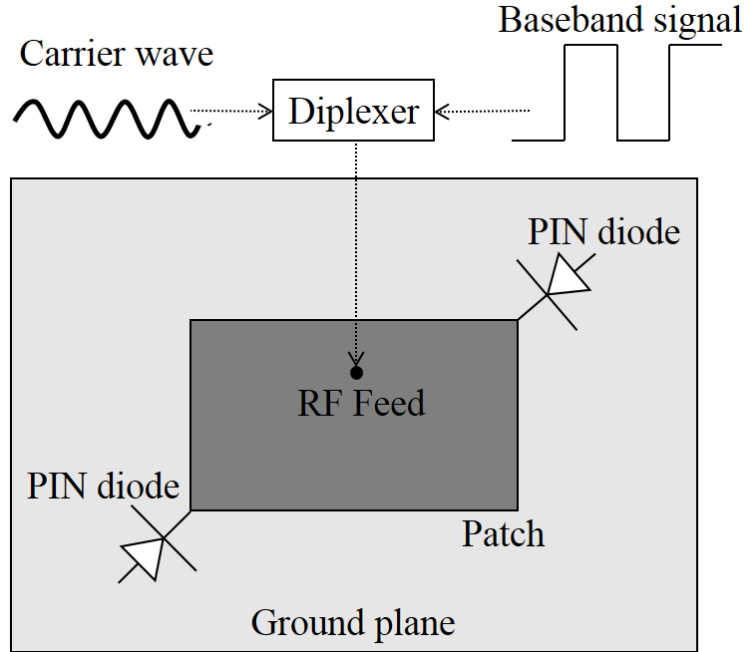 Baseband signal
Carrier wave
Diplexer
PIN diode
RF Feed
PIN diode
Patch
Ground plane